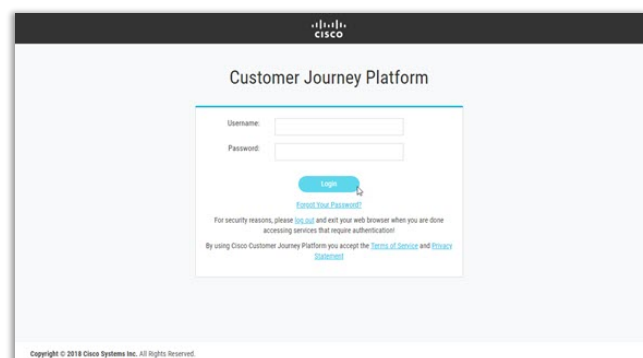 CISCO
Customer Journey Platform
Username:
Password:
Login
Forgot Your Password?
For security reasons, please log out and exit your web browser when you are done
accessing services that require authentication!
By using Cisco Customer Journey Platform you accept the Terms of Service and Privacy
Statement
Copyright © 2018 Cisco Systems Inc. All Rights Reserved.